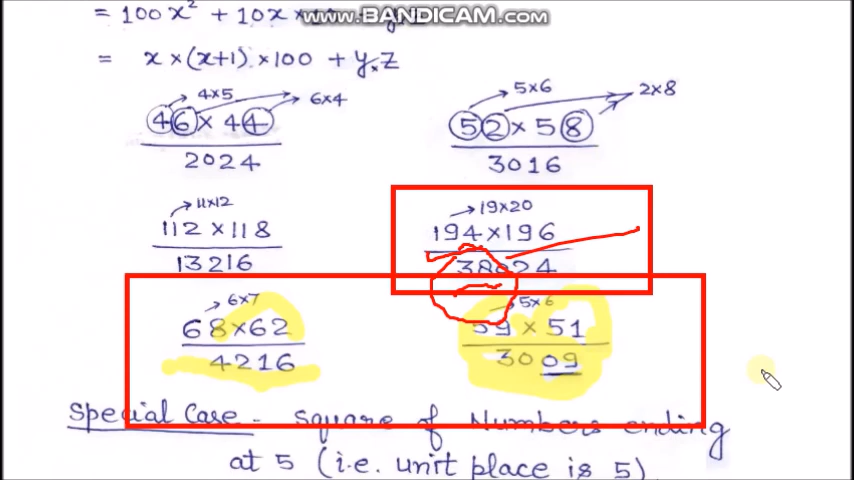 = 100 x² + 10x
WWW.BANDICAM.COM
= x × (x+1) × 100 + y × z
4×5 6×4
46 × 44
2024
5×6 2×8
52 × 58
3016
11×12
112 × 118
13216
19×20
194 × 196
38024
6×7
68 × 62
4216
5×6
59 × 51
3009
Special Case - Square of Numbers ending
at 5 (i.e. unit place is 5).